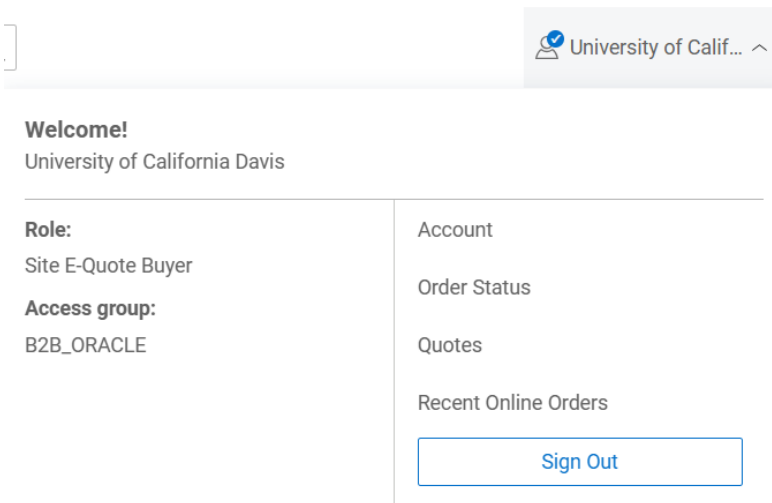 University of Calif...
Welcome!
University of California Davis
Role:
Site E-Quote Buyer
Access group:
B2B_ORACLE
Account
Order Status
Quotes
Recent Online Orders
Sign Out